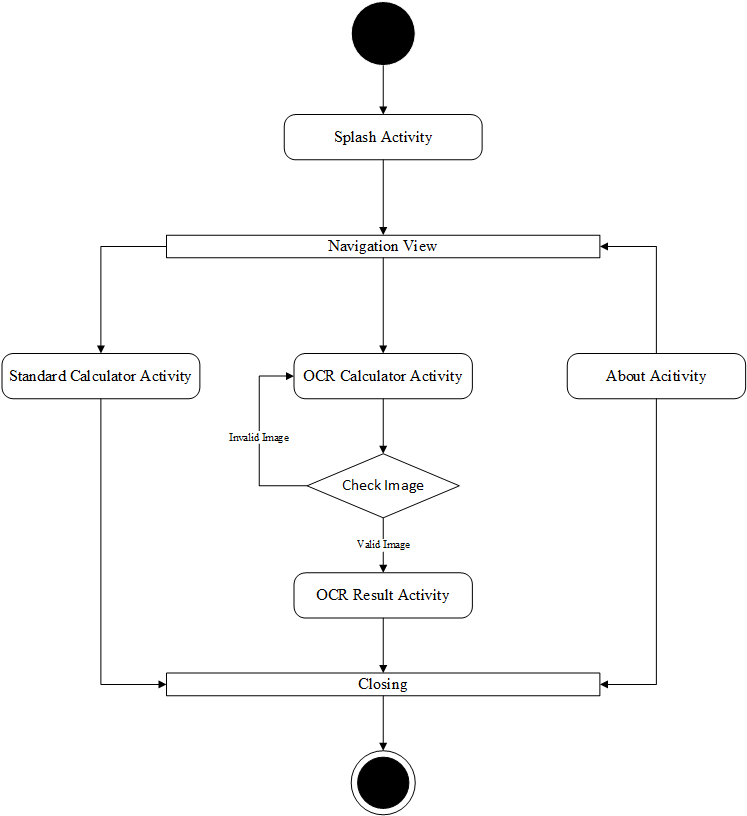 Splash Activity
Navigation View
Standard Calculator Activity
OCR Calculator Activity
About Acitivity
Invalid Image
Check Image
Valid Image
OCR Result Activity
Closing